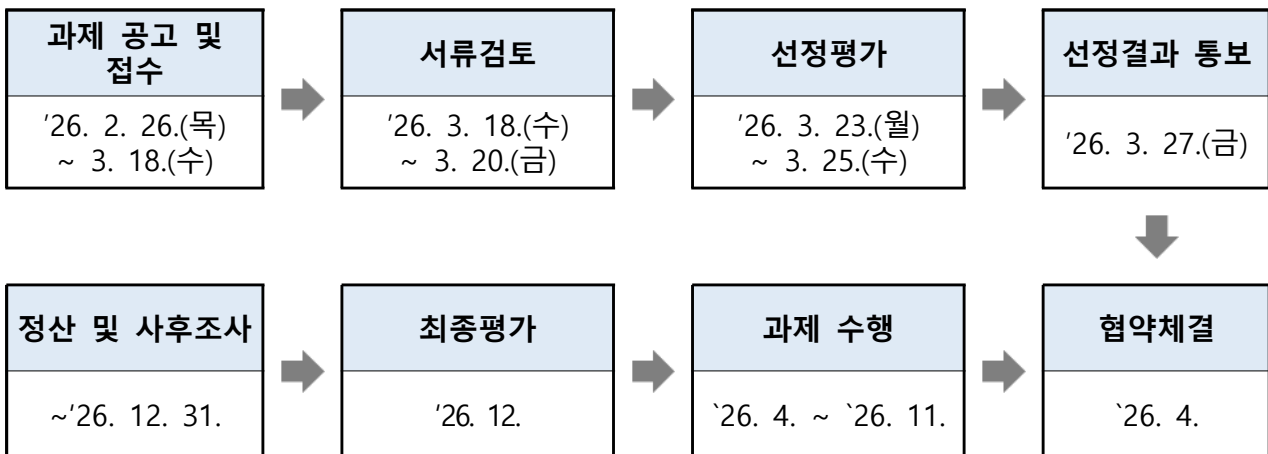 과제 공고 및
접수
'26. 2. 26.(목)
~ 3. 18.(수)
서류검토
'26. 3. 18.(수)
~ 3. 20.(금)
선정평가
'26. 3. 23.(월)
~ 3. 25.(수)
선정결과 통보
'26. 3. 27.(금)
정산 및 사후조사
~'26. 12. 31.
최종평가
'26. 12.
과제 수행
`26. 4. ~ `26. 11.
협약체결
`26. 4.